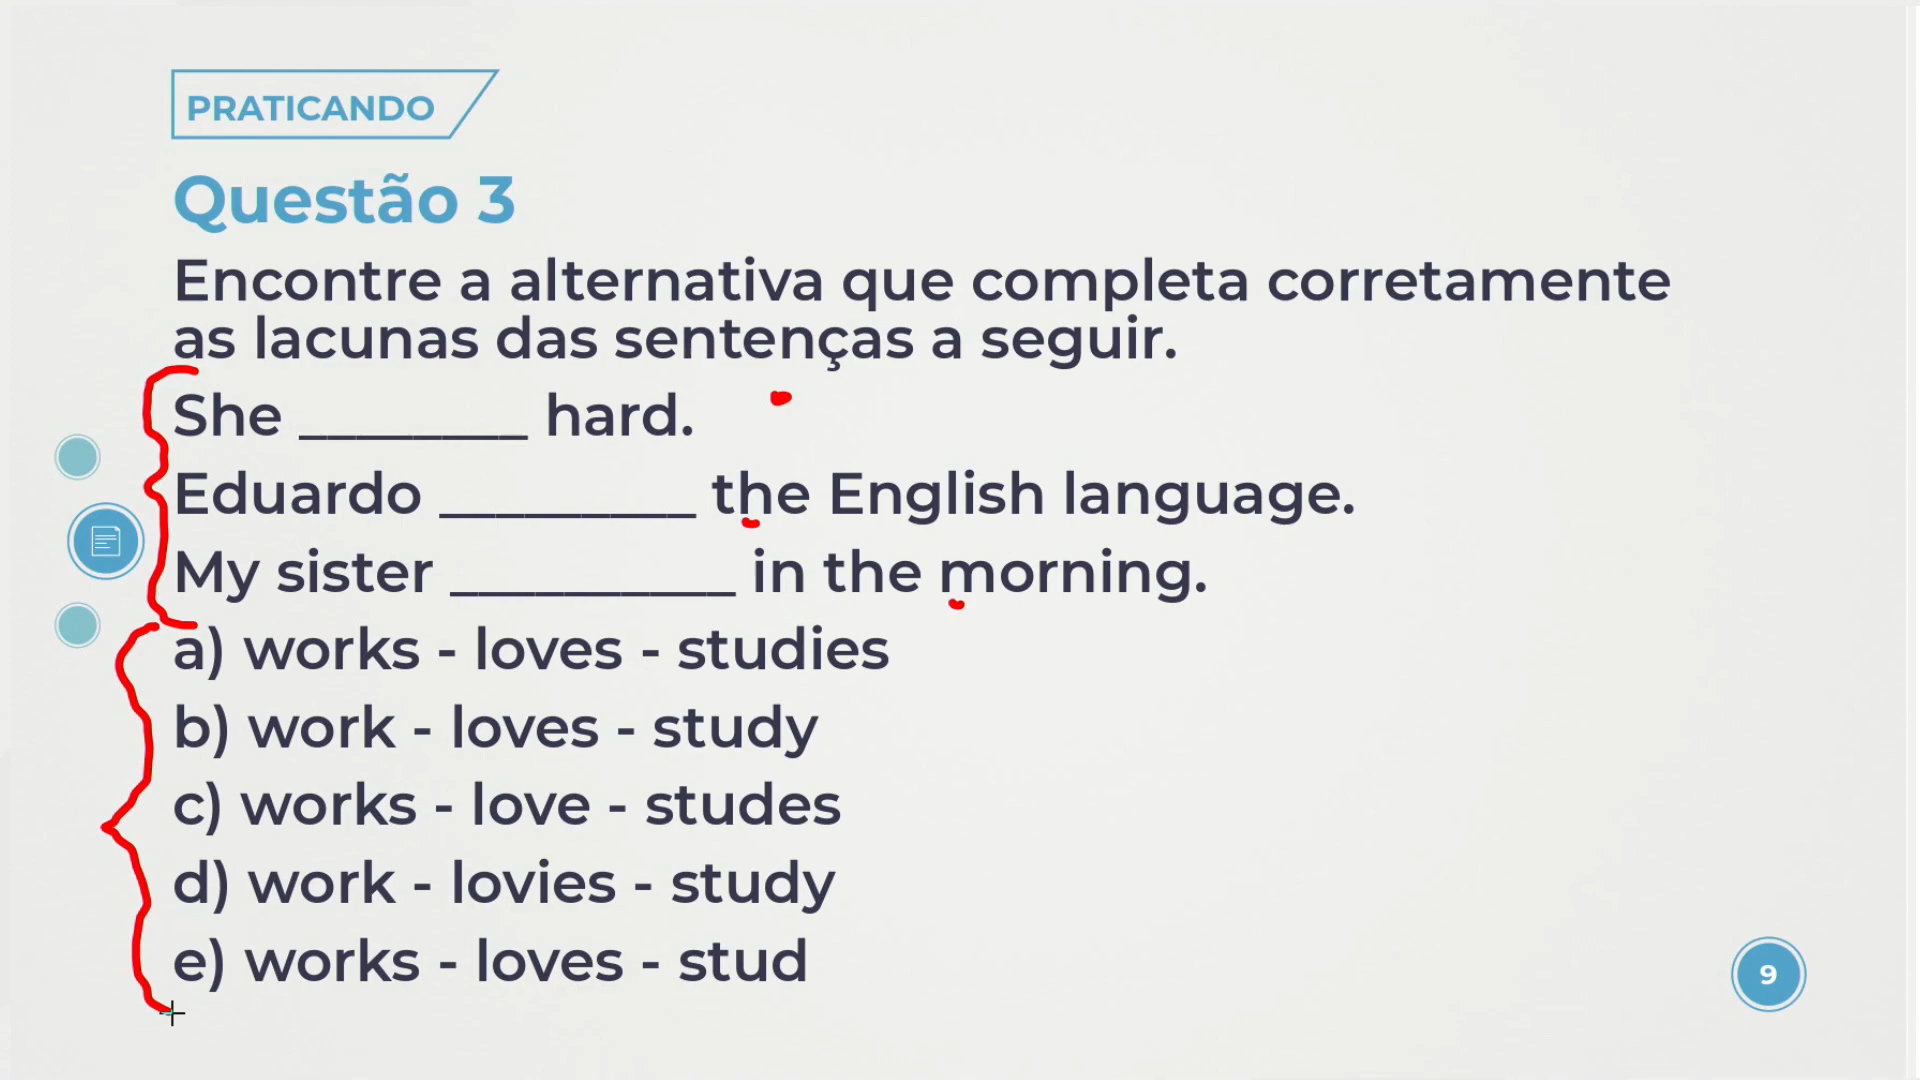 PRATICANDO
Questão 3
Encontre a alternativa que completa corretamente
as lacunas das sentenças a seguir.
She ________ hard.
Eduardo _________ the English language.
My sister __________ in the morning.
a) works - loves - studies
b) work - loves - study
c) works - love - studes
d) work - lovies - study
e) works - loves - stud
9